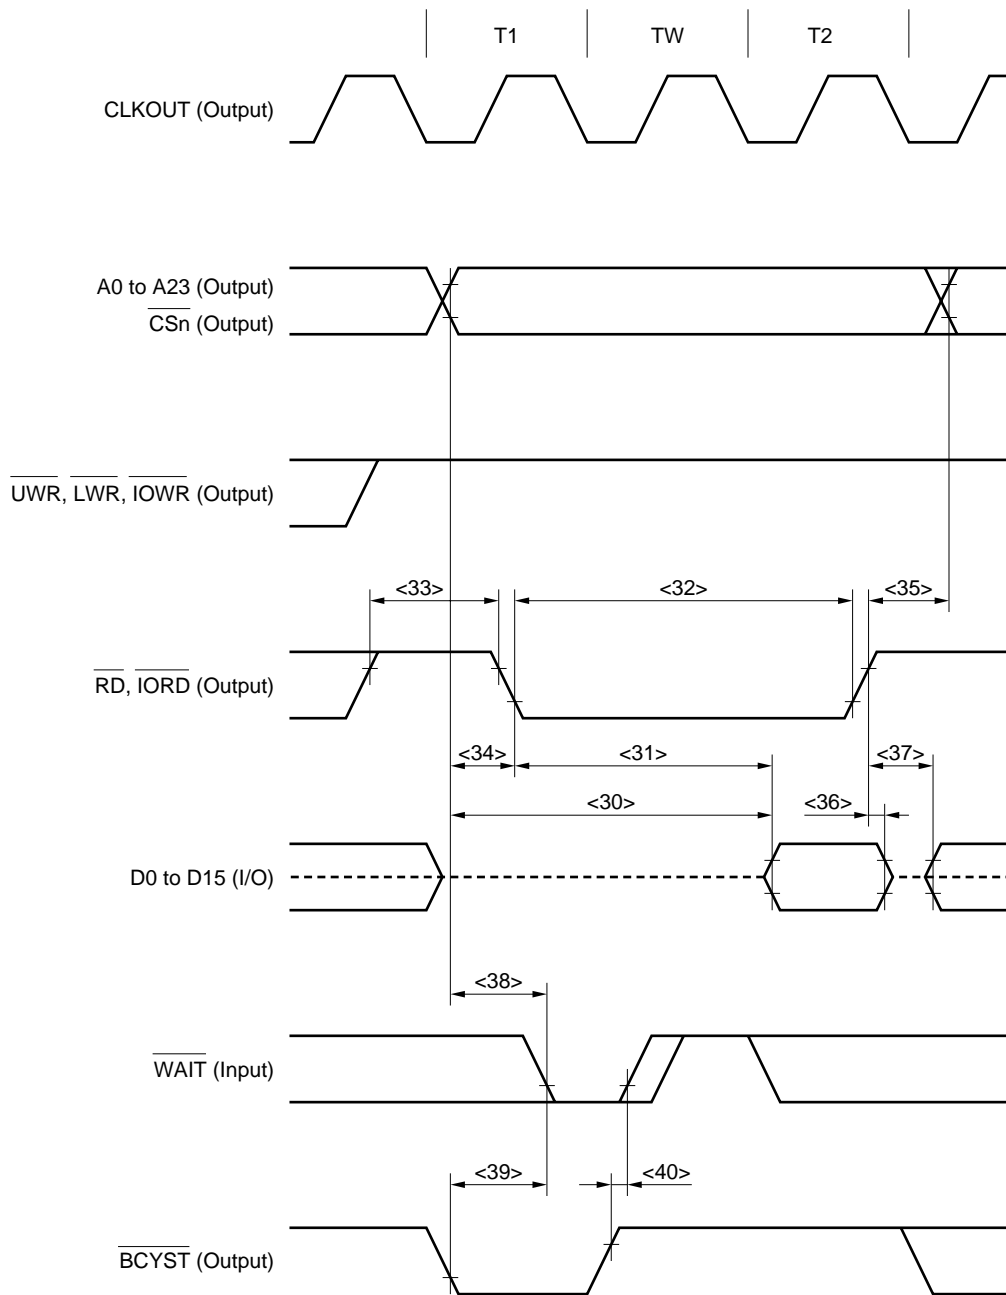 T1 TW T2
CLKOUT (Output)
A0 to A23 (Output)
CSn (Output)
UWR, LWR, IOWR (Output)
<33> <32> <35>
RD, IORD (Output)
<34> <31> <37>
<30> <36>
D0 to D15 (I/O)
<38>
WAIT (Input)
<39> <40>
BCYST (Output)